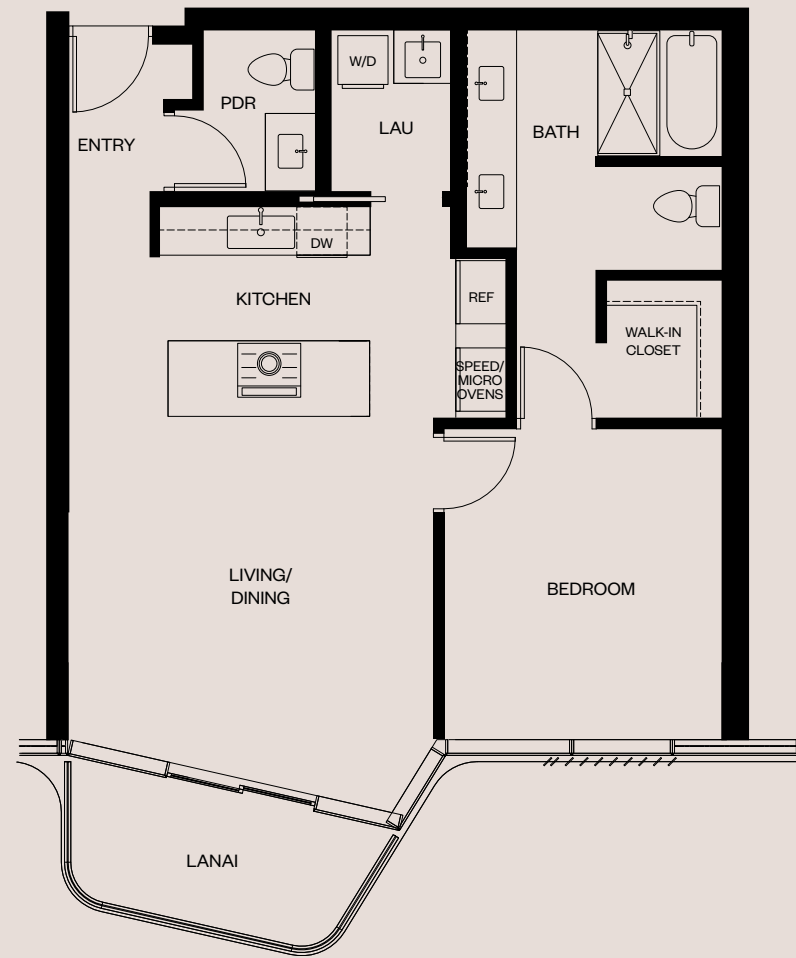 W/D
PDR
LAU
BATH
ENTRY
DW
KITCHEN
REF
WALK-IN
CLOSET
SPEED/
MICRO
OVENS
LIVING/
DINING
BEDROOM
LANAI